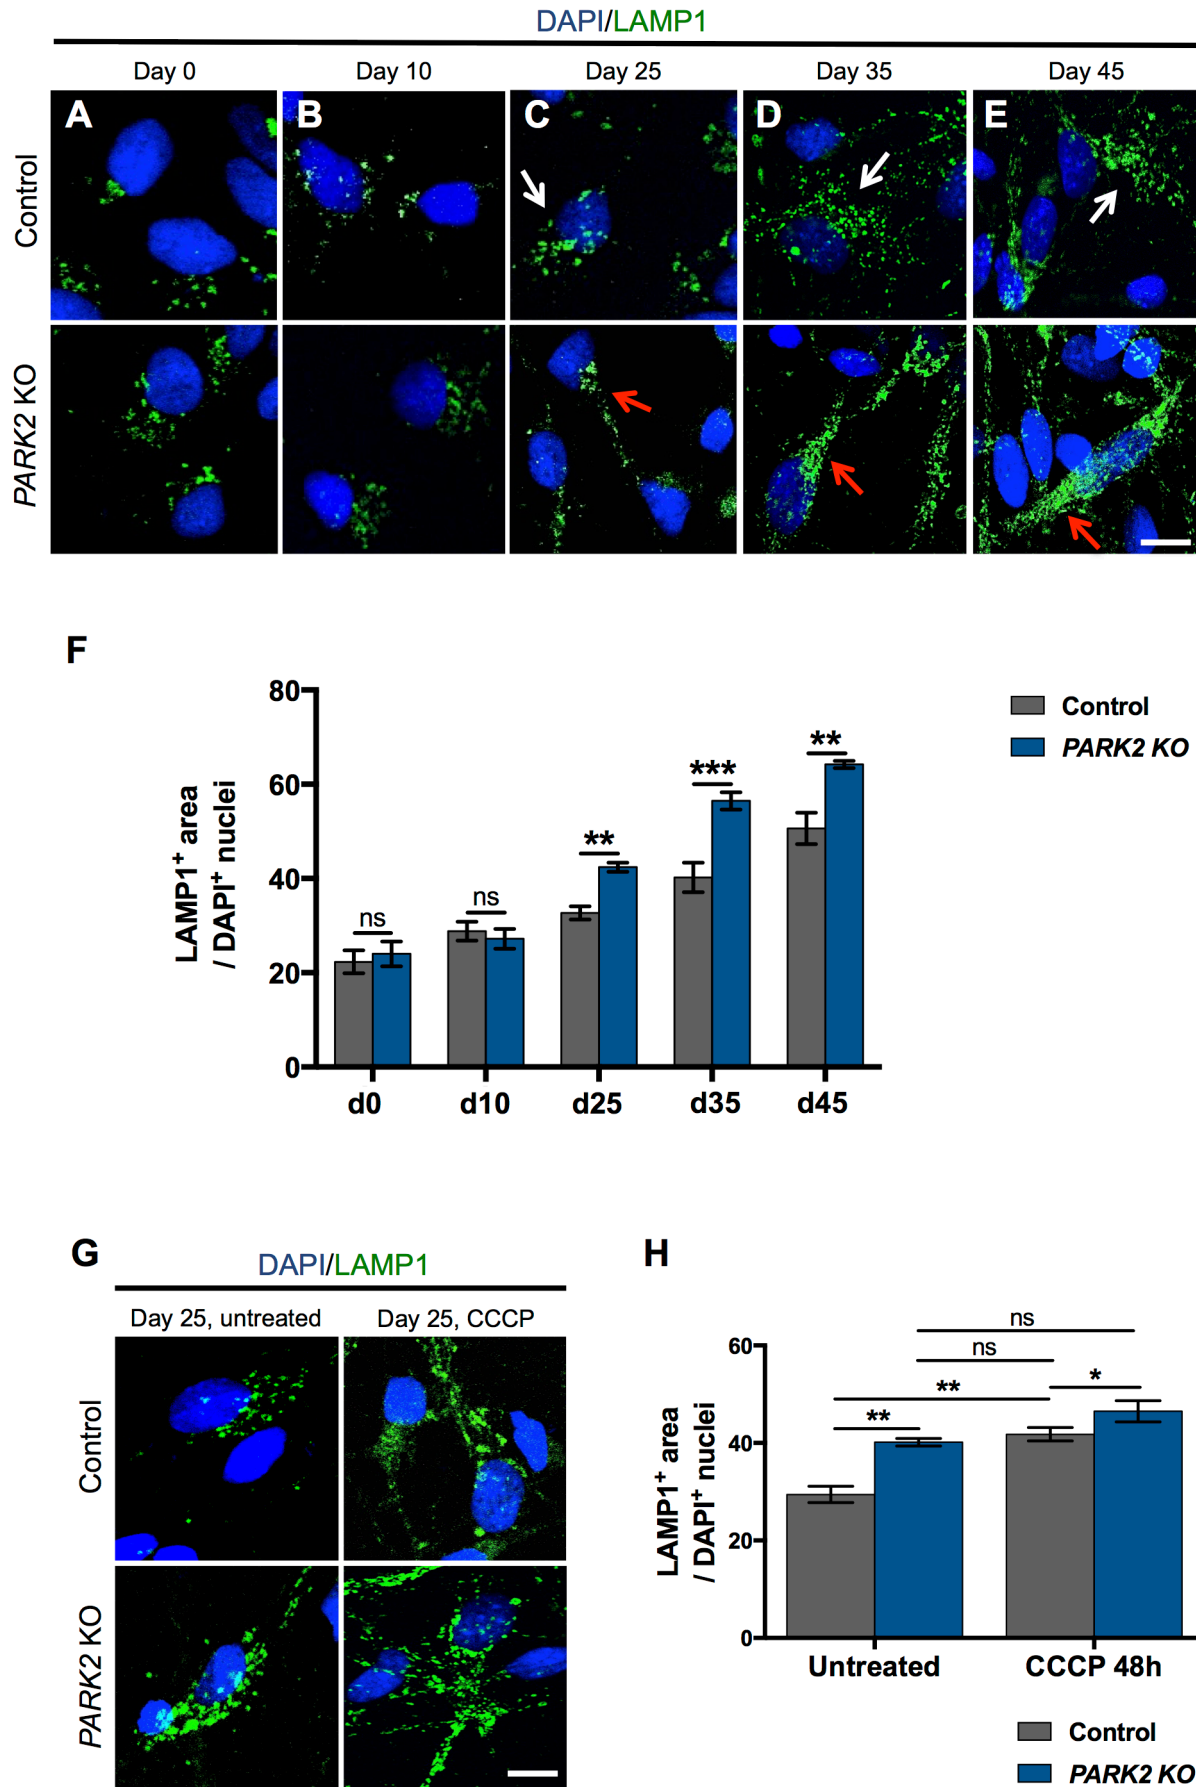 DAPI/LAMP1
Day 0 Day 10 Day 25 Day 35 Day 45
A B C D E
Control
PARK2 KO
F
80
60
40
20
0
LAMP1+ area
/ DAPI+ nuclei
ns ns ** *** **
d0 d10 d25 d35 d45
Control
PARK2 KO
G
DAPI/LAMP1
Day 25, untreated Day 25, CCCP
Control
PARK2 KO
H
60
40
20
0
LAMP1+ area
/ DAPI+ nuclei
ns
ns
** *
**
Untreated CCCP 48h
Control
PARK2 KO